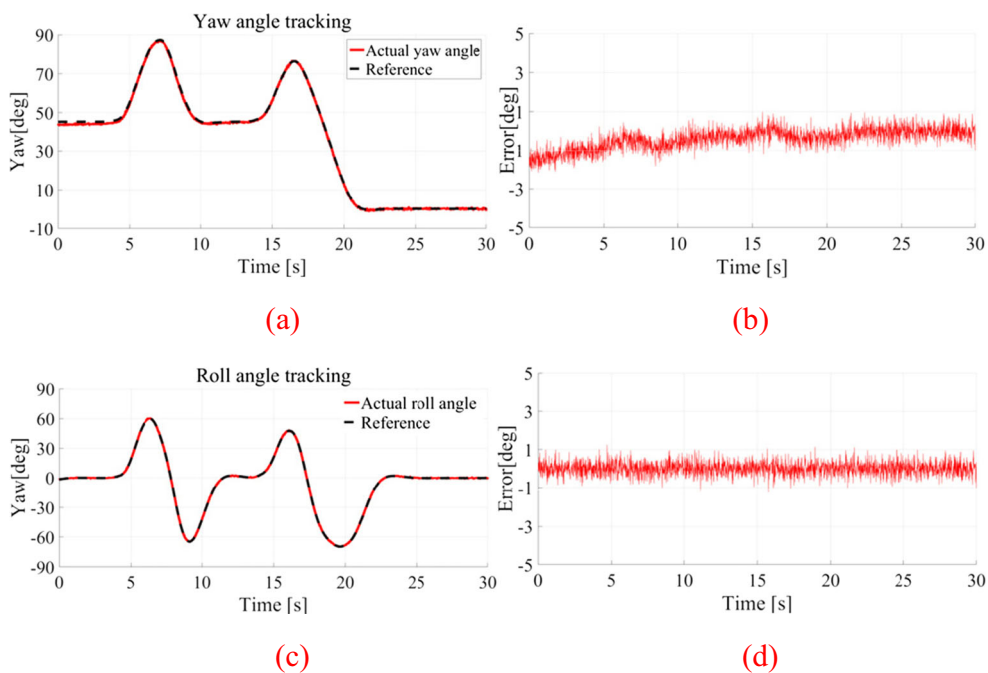 Yaw angle tracking
90
70
50
30
10
-10
Yaw[deg]
Actual yaw angle
Reference
0 5 10 15 20 25 30
Time [s]
(a)
5
3
1
1
-3
-5
Error[deg]
0 5 10 15 20 25 30
Time [s]
(b)
Roll angle tracking
90
60
30
0
-30
-60
-90
Yaw[deg]
Actual roll angle
Reference
0 5 10 15 20 25 30
Time [s]
(c)
5
3
1
-1
-3
-5
Error[deg]
0 5 10 15 20 25 30
Time [s]
(d)